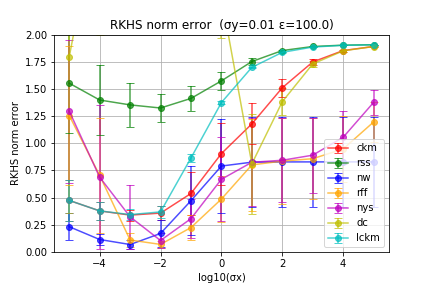 RKHS norm error (σy=0.01 ε=100.0)
RKHS norm error
2.00
1.75
1.50
1.25
1.00
0.75
0.50
0.25
0.00
−4
−2
0
2
4
log10(σx)
ckm
rss
nw
rff
nys
dc
lckm